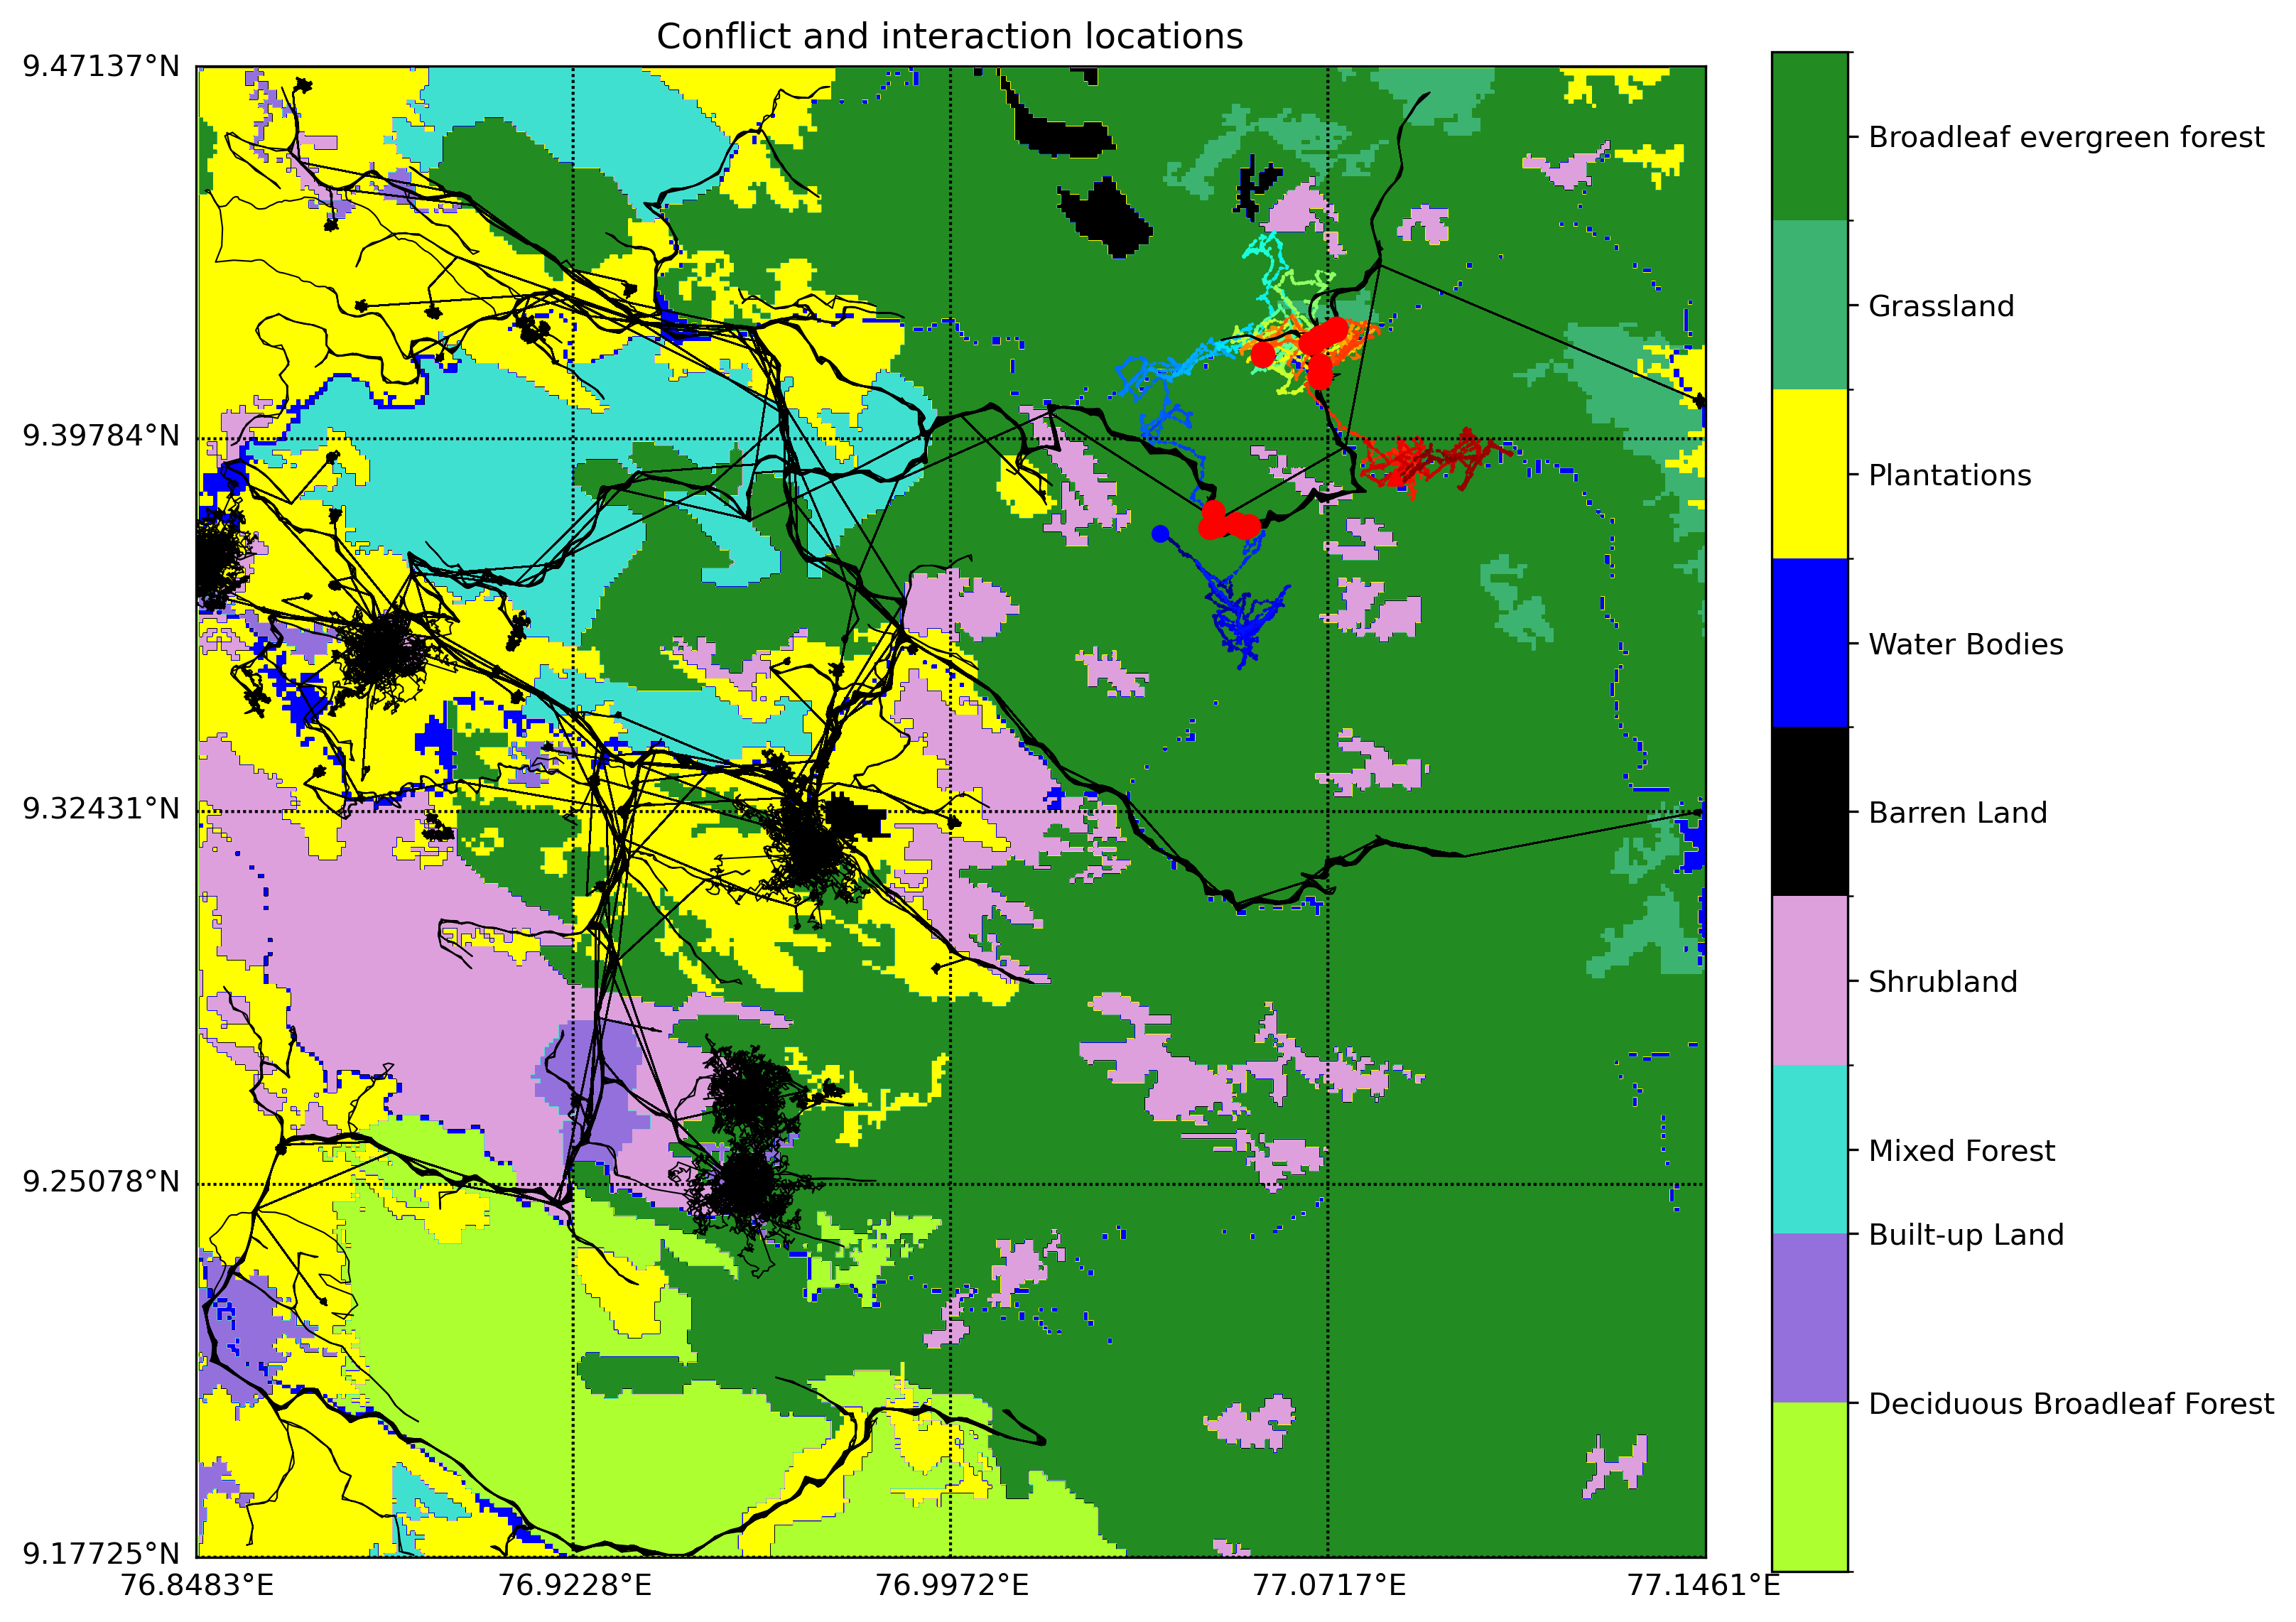 Conflict and interaction locations
9.47137°N
9.39784°N
9.32431°N
9.25078°N
9.17725°N
76.8483°E
76.9228°E
76.9972°E
77.0717°E
77.1461°E
Broadleaf evergreen forest
Grassland
Plantations
Water Bodies
Barren Land
Shrubland
Mixed Forest
Built-up Land
Deciduous Broadleaf Forest